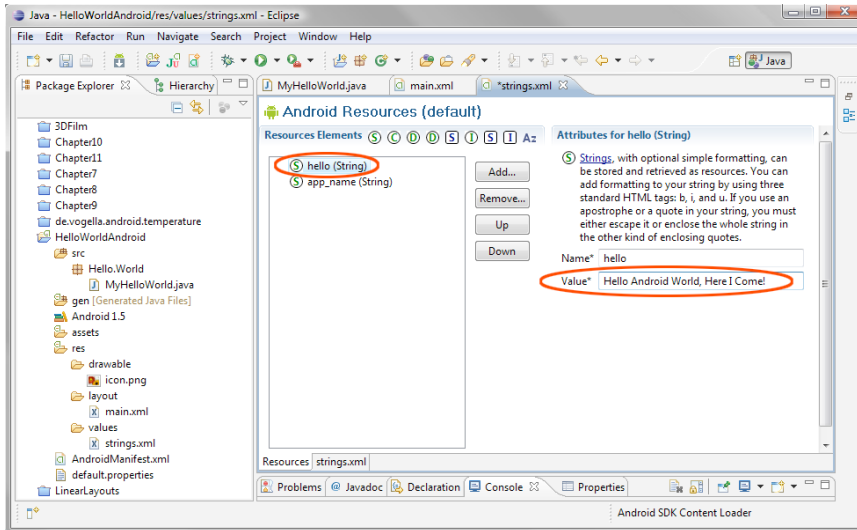 Java - HelloWorldAndroid/res/values/strings.xml - Eclipse
File Edit Refactor Run Navigate Search Project Window Help
Java
Package Explorer
Hierarchy
MyHelloWorld.java
main.xml
*strings.xml
3DFilm
Chapter10
Chapter11
Chapter7
Chapter8
Chapter9
de.vogella.android.temperature
HelloWorldAndroid
src
Hello.World
MyHelloWorld.java
gen [Generated Java Files]
Android 1.5
assets
res
drawable
icon.png
layout
main.xml
values
strings.xml
AndroidManifest.xml
default.properties
LinearLayouts
Android Resources (default)
Resources Elements S C D D S I S I Az
S hello (String)
S app_name (String)
Add...
Remove...
Up
Down
Attributes for hello (String)
S Strings, with optional simple formatting, can
be stored and retrieved as resources. You can
add formatting to your string by using three
standard HTML tags: b, i, and u. If you use an
apostrophe or a quote in your string, you must
either escape it or enclose the whole string in
the other kind of enclosing quotes.
Name* hello
Value* Hello Android World, Here I Come!
Resources strings.xml
Problems @ Javadoc Declaration Console Properties
Android SDK Content Loader